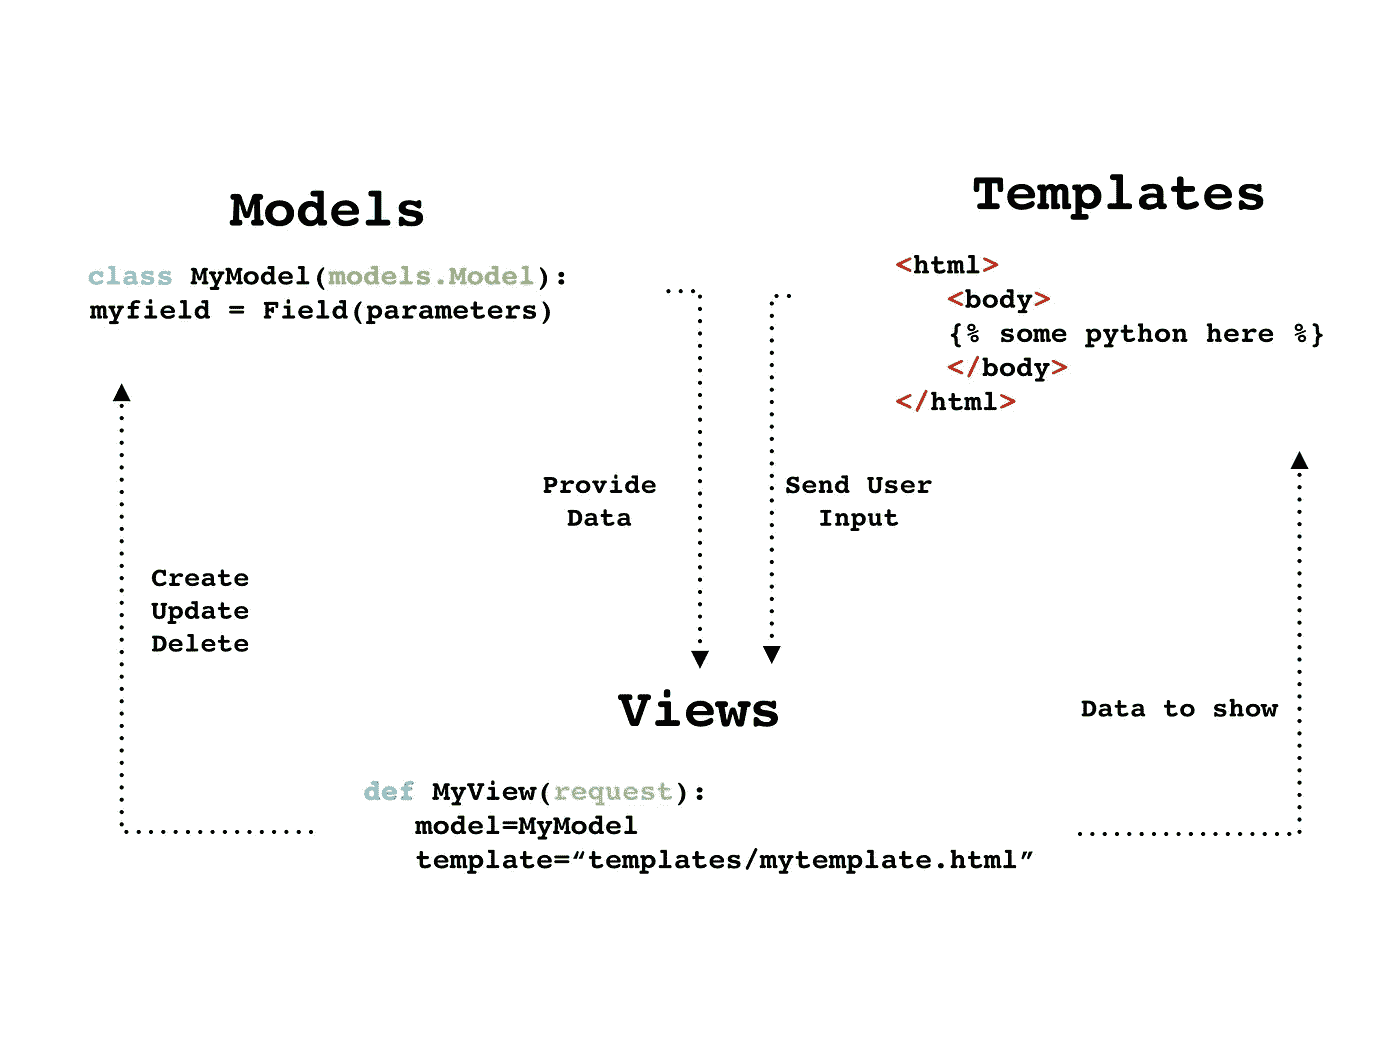 Models
class MyModel(models.Model):
myfield = Field(parameters)
Templates
<html>
<body>
{% some python here %}
</body>
</html>
Provide
Data
Send User
Input
Create
Update
Delete
Views
Data to show
def MyView(request):
model=MyModel
template=“templates/mytemplate.html”